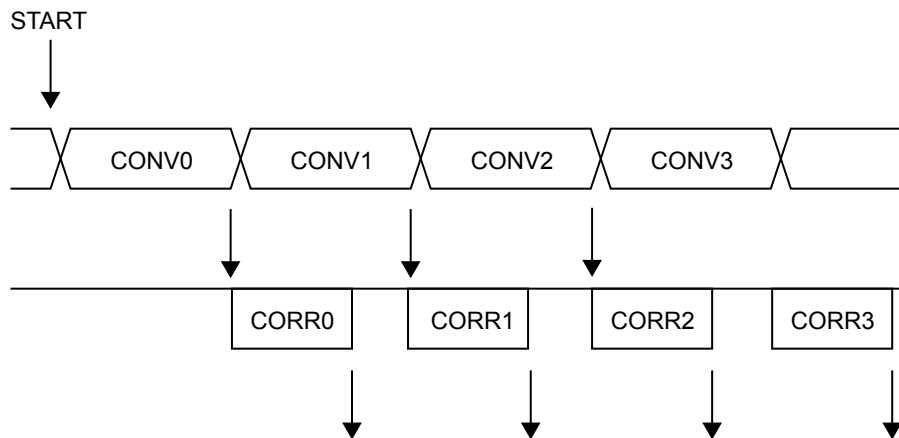 START
CONV0 CONV1 CONV2 CONV3
CORR0 CORR1 CORR2 CORR3